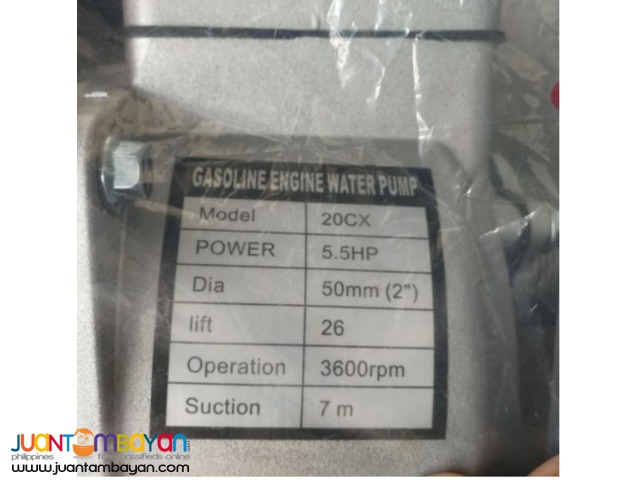 GASOLINE ENGINE WATER PUMP
Model 20CX
POWER 5.5HP
Dia 50mm (2")
lift 26
Operation 3600rpm
Suction 7 m
JUANTAMBAYAN
philippines free classifieds online
www.juantambayan.com